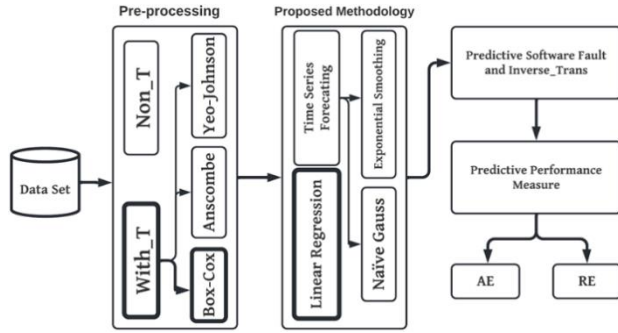 Pre-processing
Proposed Methodology
Data Set
Non_T
With_T
Yeo-Johnson
Anscombe
Box-Cox
Time Series
Forecating
Linear Regression
Exponential Smoothing
Naïve Gauss
Predictive Software Fault
and Inverse_Trans
Predictive Performance
Measure
AE
RE